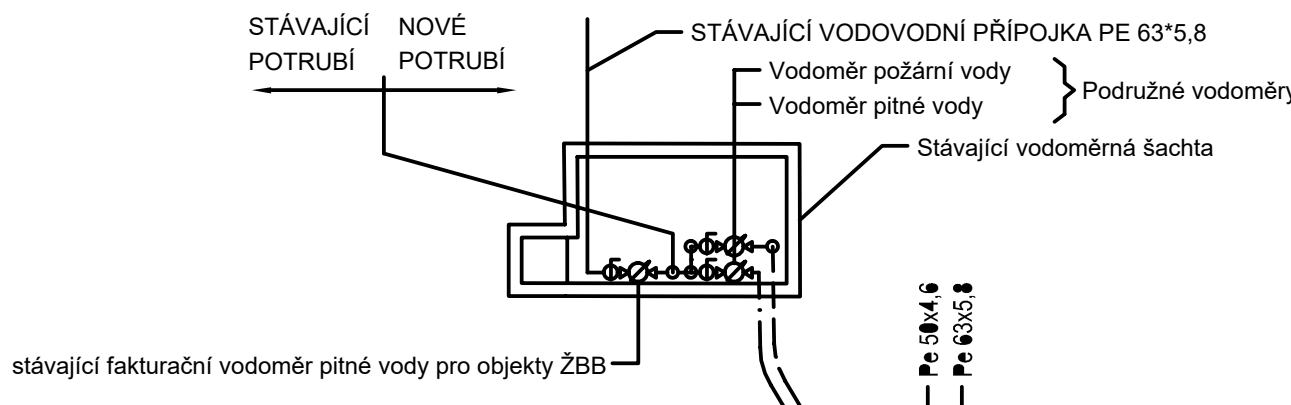 STÁVAJÍCÍ NOVÉ
POTRUBÍ POTRUBÍ
STÁVAJÍCÍ VODOVODNÍ PŘÍPOJKA PE 63*5,8
Vodoměr požární vody
Vodoměr pitné vody
Podružné vodoměry
Stávající vodoměrná šachta
stávající fakturační vodoměr pitné vody pro objekty ŽBB
Pe 50x4,6
Pe 63x5,8